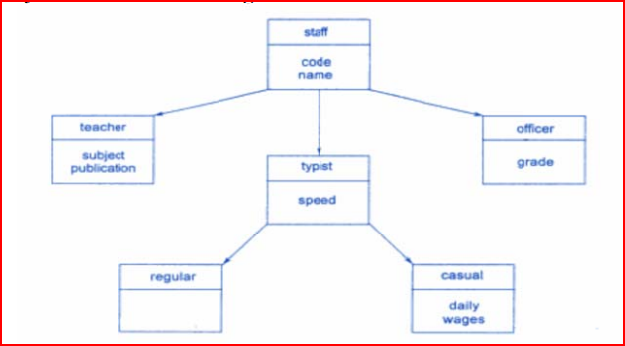 staff
code
name
teacher
subject
publication
officer
grade
typist
speed
regular
casual
daily
wages